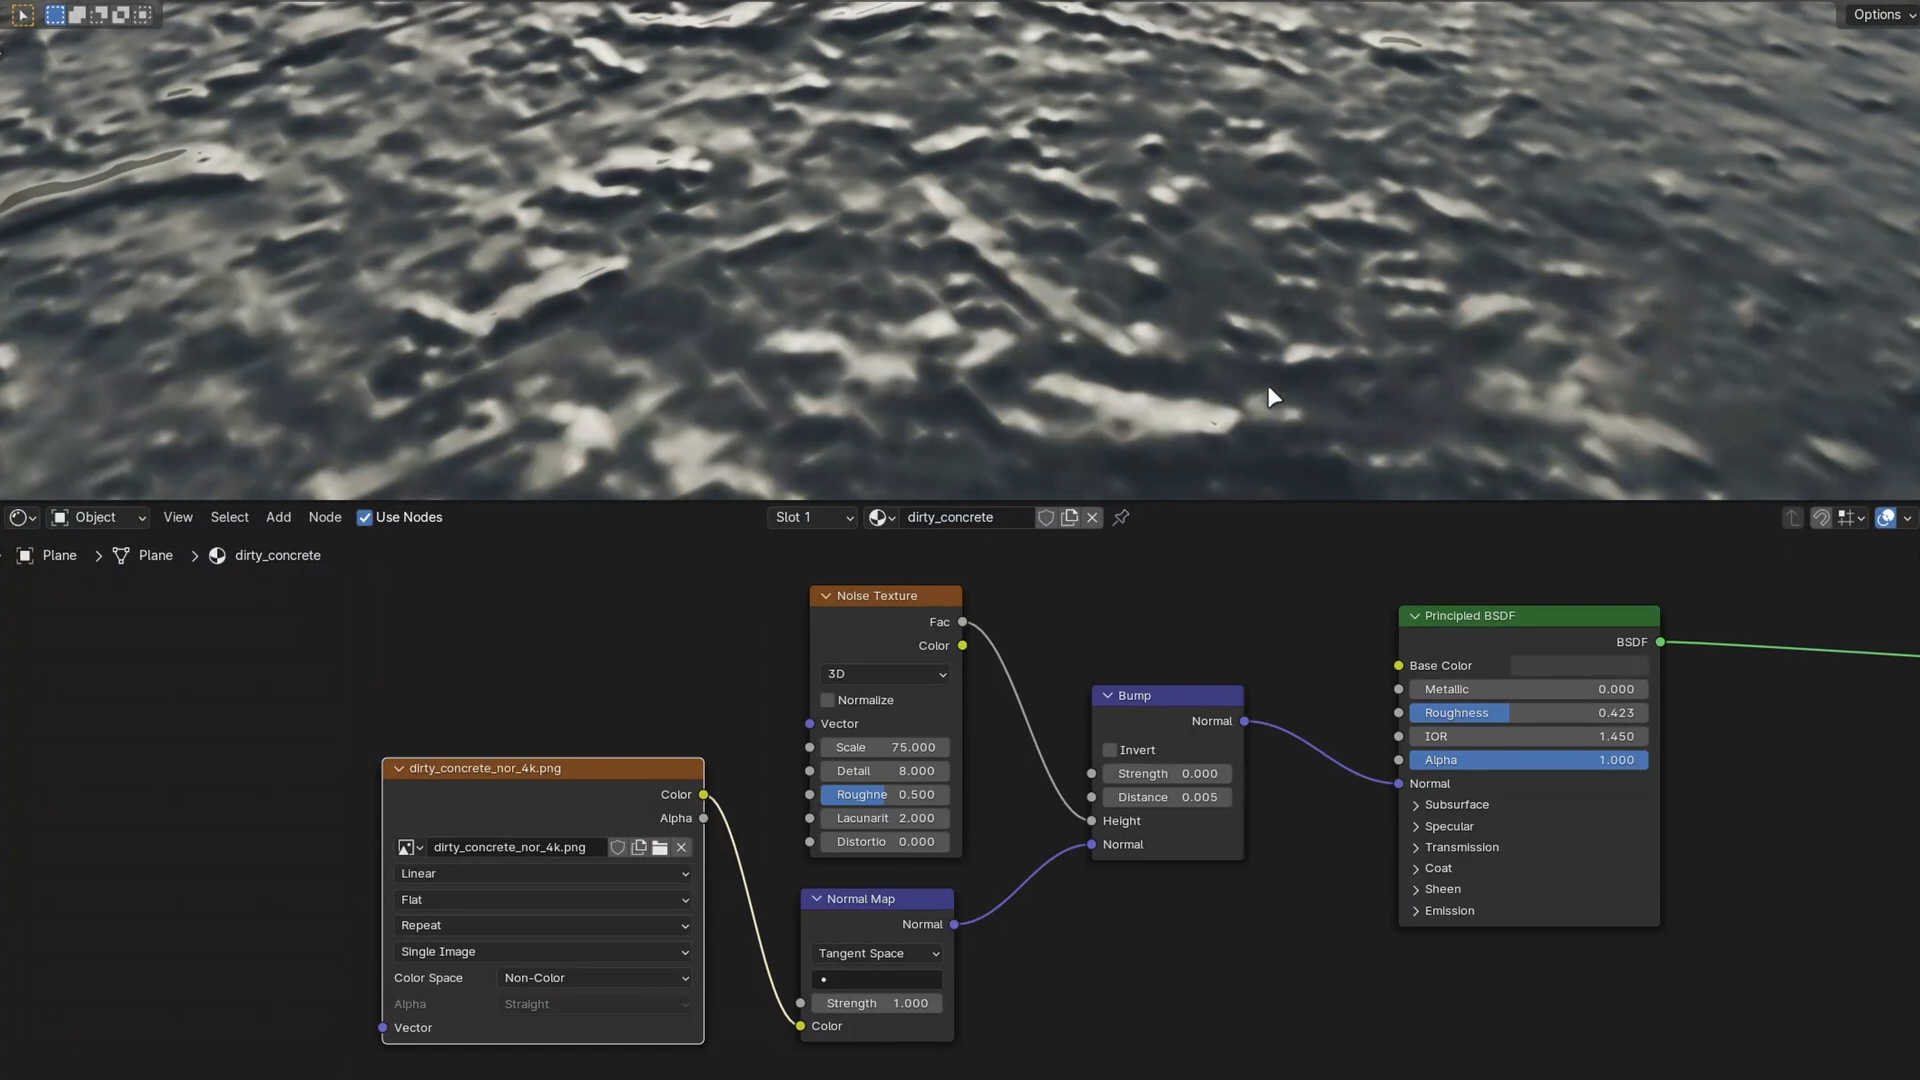 Options
Object View Select Add Node Use Nodes Slot 1 dirty_concrete
Plane Plane dirty_concrete
Noise Texture
Fac
Color
3D
Normalize
Vector
Scale 75.000
Detail 8.000
Roughne 0.500
Lacunarit 2.000
Distortio 0.000
Bump
Normal
Invert
Strength 0.000
Distance 0.005
Height
Normal
Principled BSDF
BSDF
Base Color
Metallic 0.000
Roughness 0.423
IOR 1.450
Alpha 1.000
Normal
Subsurface
Specular
Transmission
Coat
Sheen
Emission
dirty_concrete_nor_4k.png
Color
Alpha
dirty_concrete_nor_4k.png
Linear
Flat
Repeat
Single Image
Color Space Non-Color
Alpha Straight
Vector
Normal Map
Normal
Tangent Space
Strength 1.000
Color